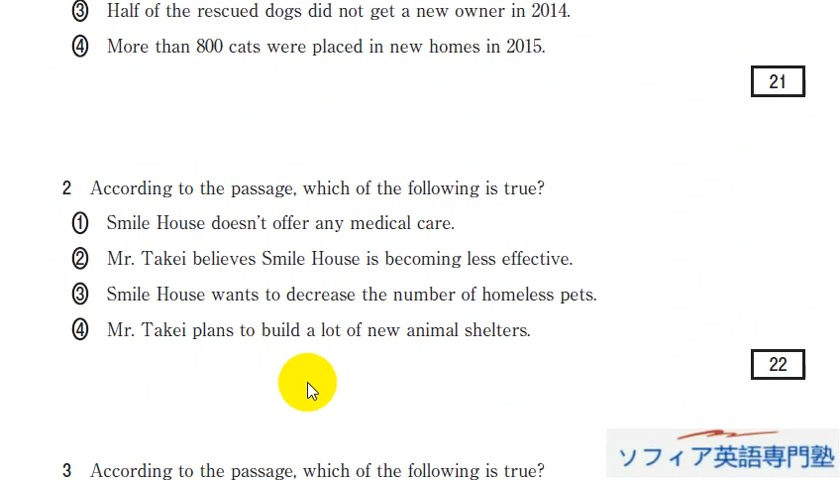 ③ Half of the rescued dogs did not get a new owner in 2014.
④ More than 800 cats were placed in new homes in 2015.
21
2 According to the passage, which of the following is true?
① Smile House doesn't offer any medical care.
② Mr. Takei believes Smile House is becoming less effective.
③ Smile House wants to decrease the number of homeless pets.
④ Mr. Takei plans to build a lot of new animal shelters.
22
ソフィア英語専門塾
3 According to the passage, which of the following is true?